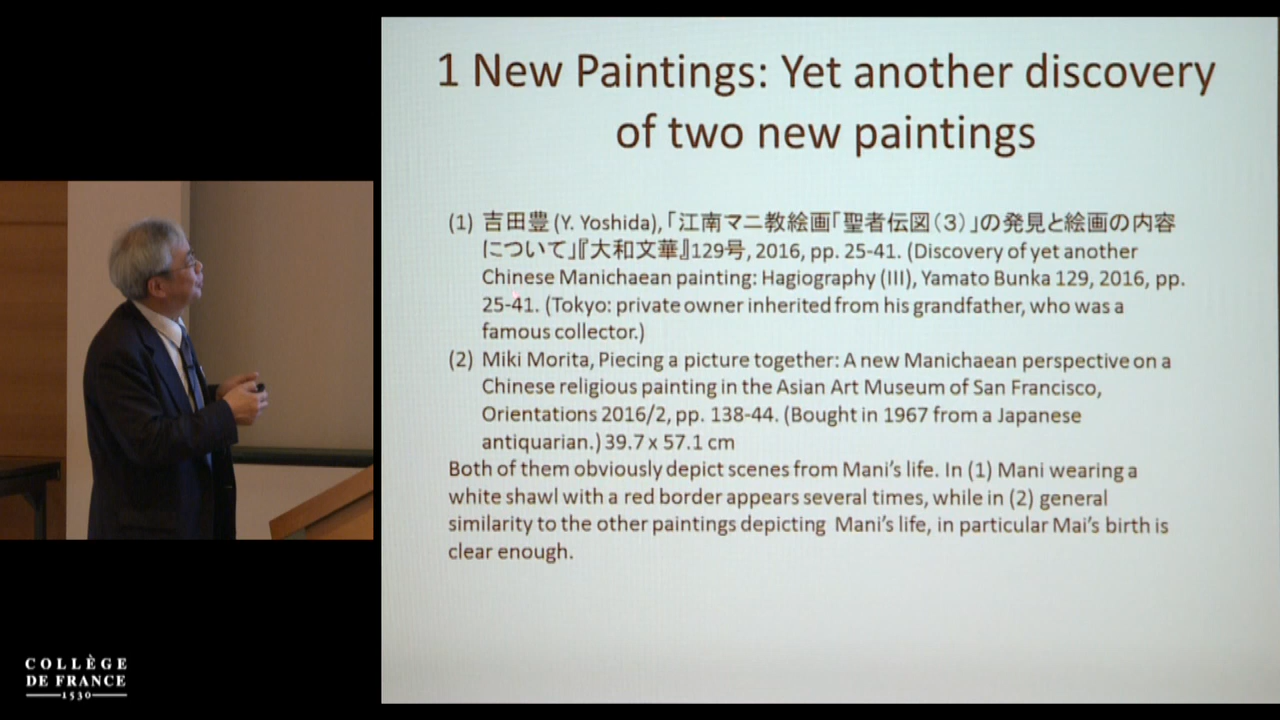 1 New Paintings: Yet another discovery
of two new paintings
(1) 吉田豊 (Y. Yoshida), 「江南マニ教絵画「聖者伝図（3）」の発見と絵画の内容
について」『大和文華』129号, 2016, pp. 25-41. (Discovery of yet another
Chinese Manichaean painting: Hagiography (III), Yamato Bunka 129, 2016, pp.
25-41. (Tokyo: private owner inherited from his grandfather, who was a
famous collector.)
(2) Miki Morita, Piecing a picture together: A new Manichaean perspective on a
Chinese religious painting in the Asian Art Museum of San Francisco,
Orientations 2016/2, pp. 138-44. (Bought in 1967 from a Japanese
antiquarian.) 39.7 x 57.1 cm
Both of them obviously depict scenes from Mani’s life. In (1) Mani wearing a
white shawl with a red border appears several times, while in (2) general
similarity to the other paintings depicting Mani’s life, in particular Mai’s birth is
clear enough.
COLLÈGE
DE FRANCE
1530